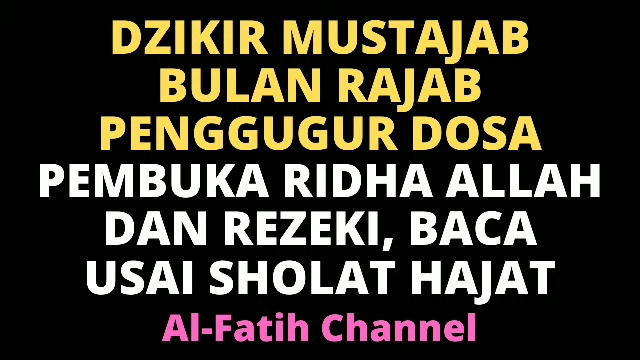 DZIKIR MUSTAJAB
BULAN RAJAB
PENGGUGUR DOSA
PEMBUKA RIDHA ALLAH
DAN REZEKI, BACA
USAI SHOLAT HAJAT
Al-Fatih Channel